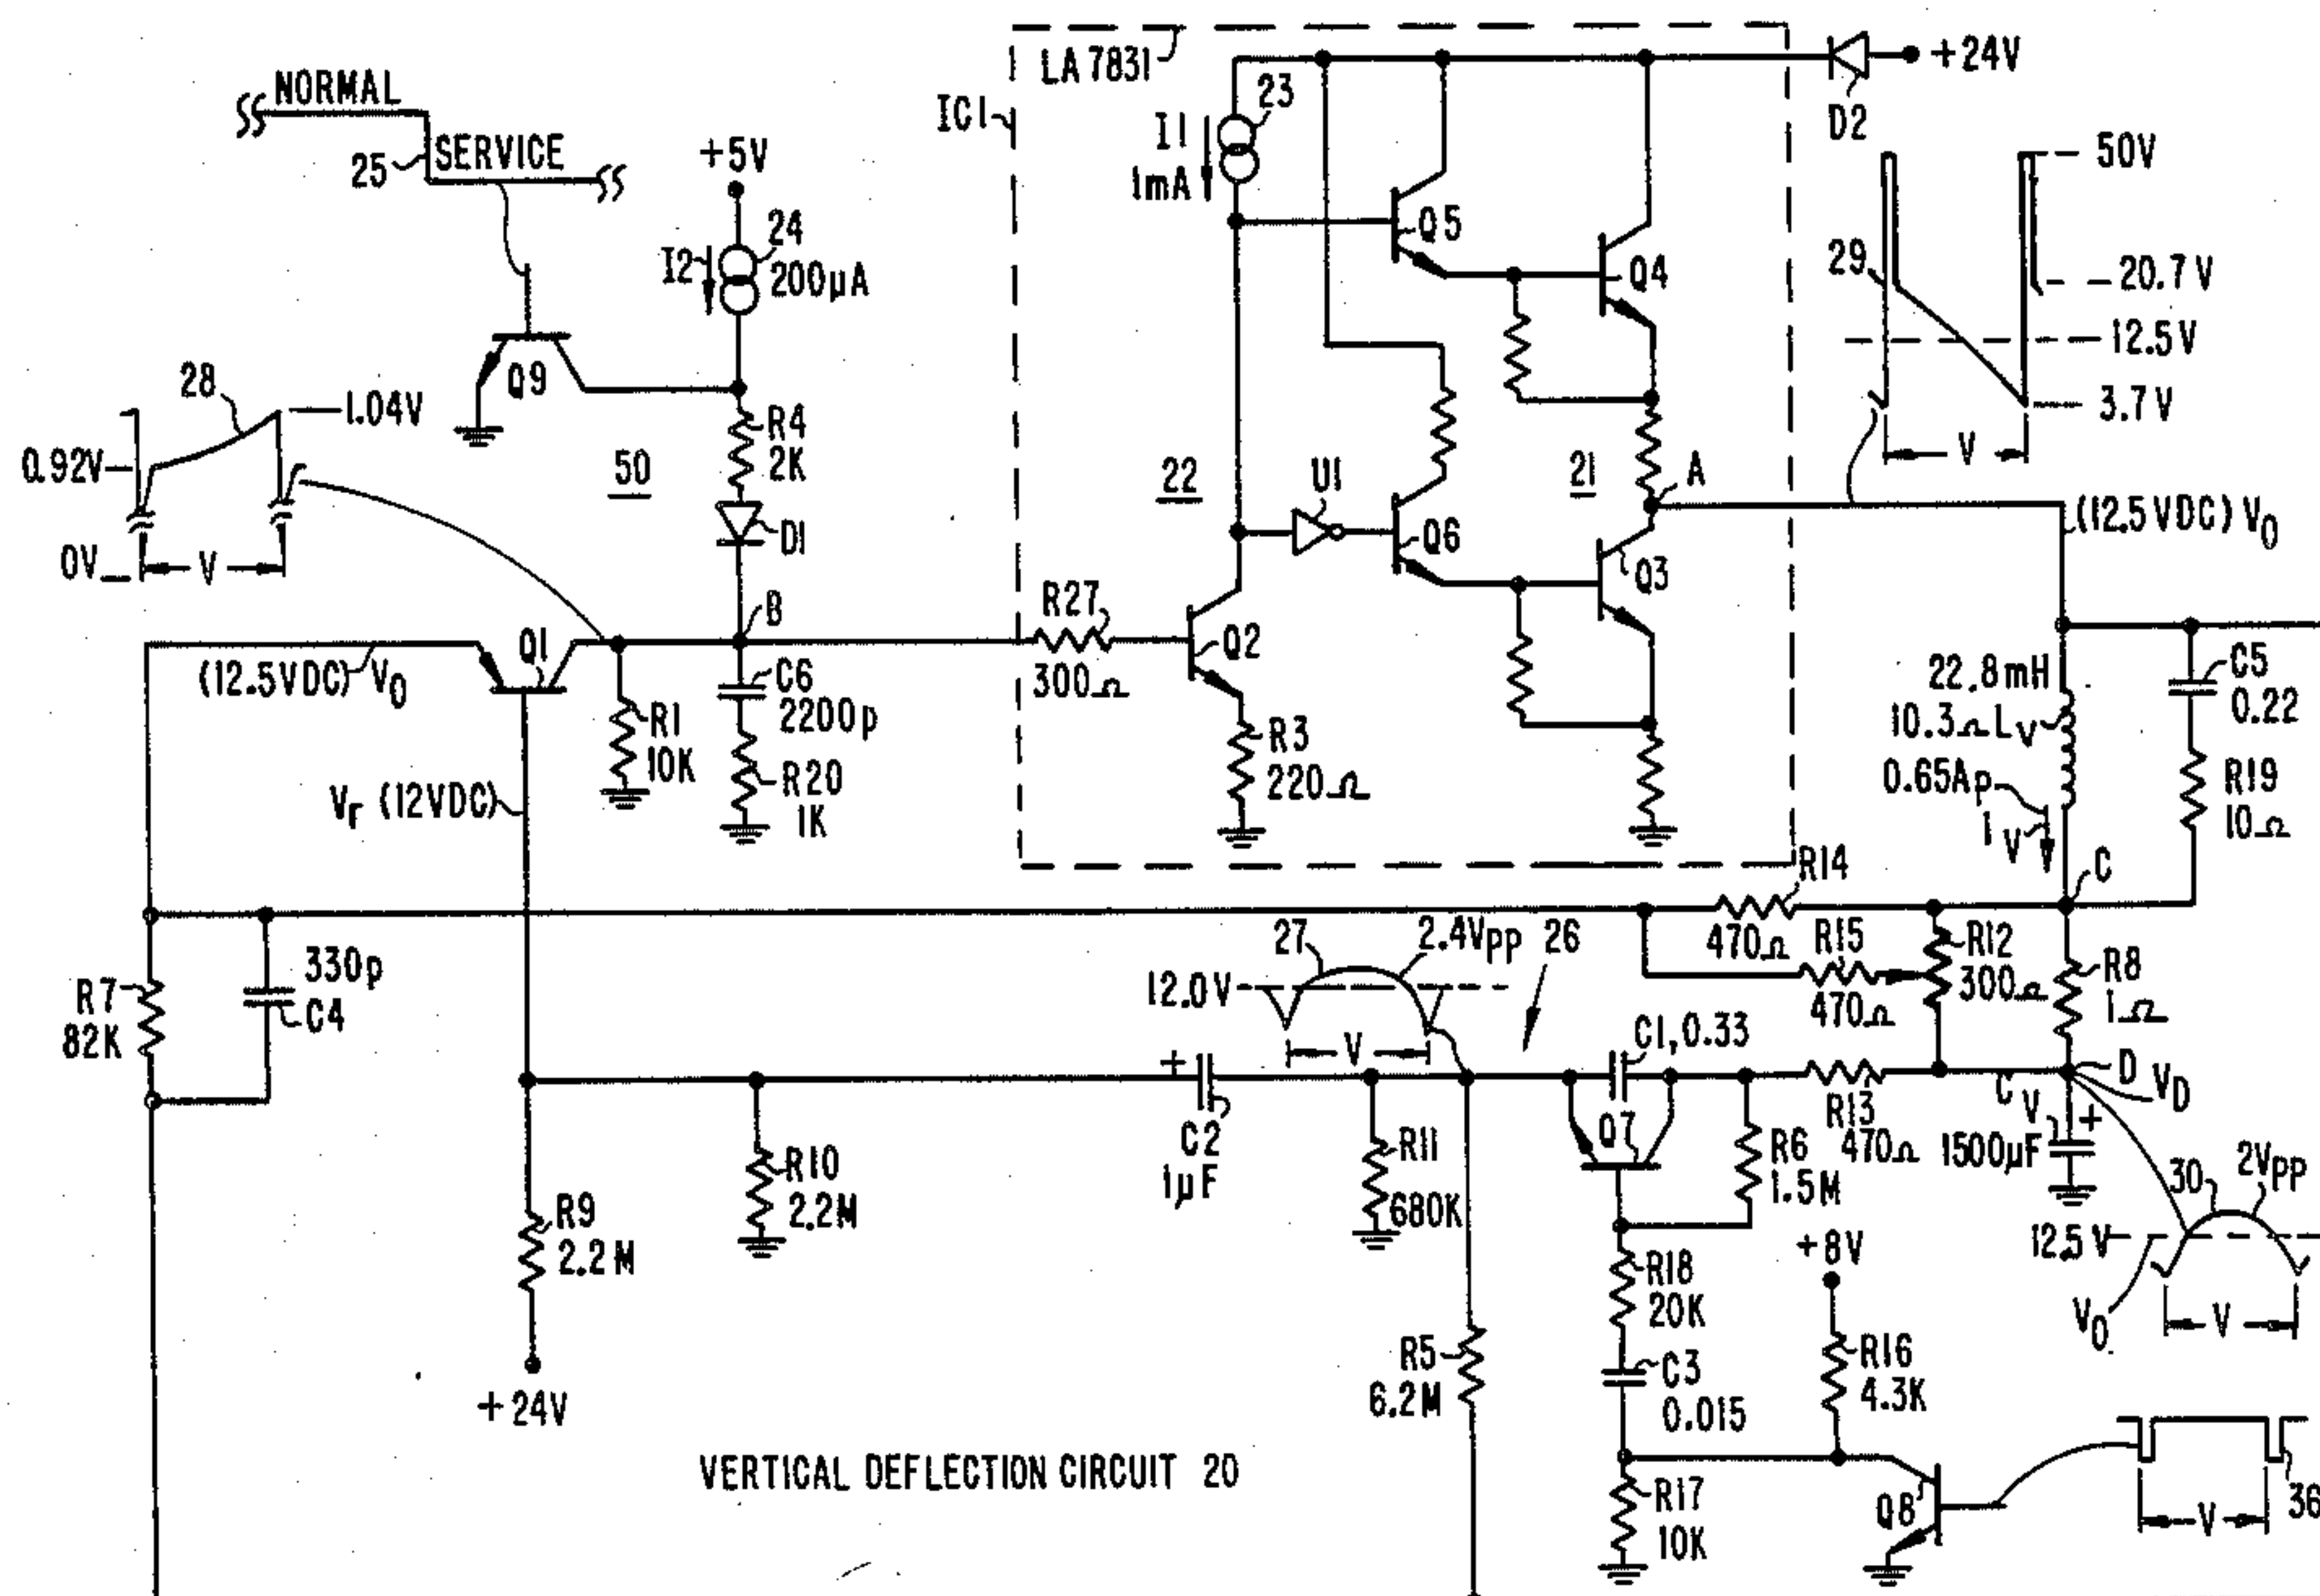 NORMAL
SERVICE
25
+5V
I2
24
200µA
Q9
28
1.04V
0.92V
0V
V
50
R4
2K
D1
B
(12.5VDC) V0
Q1
R1
10K
C6
2200p
R20
1K
Vr (12VDC)
LA 7831
IC1
I1
1mA
23
Q5
Q4
22
U1
Q6
21
A
Q3
R27
300Ω
Q2
R3
220Ω
+24V
D2
29
50V
20.7 V
12.5V
3.7 V
V
(12.5 VDC) V0
22.8mH
10.3Ω LV
0.65Ap
iV
C5
0.22
R19
10Ω
C
R14
470Ω
R15
470Ω
R12
300Ω
R8
1Ω
R7
82K
330p
C4
27
2.4Vpp
26
12.0V
V
C1, 0.33
D
VD
R13
470Ω
CV
+
1500µF
+
C2
1µF
R11
680K
Q7
R6
1.5M
R10
2.2M
R9
2.2M
+24V
30
2Vpp
12.5V
V0
V
R18
20K
+8V
R5
6.2M
C3
0.015
R16
4.3K
R17
10K
Q8
V
36
VERTICAL DEFLECTION CIRCUIT 20